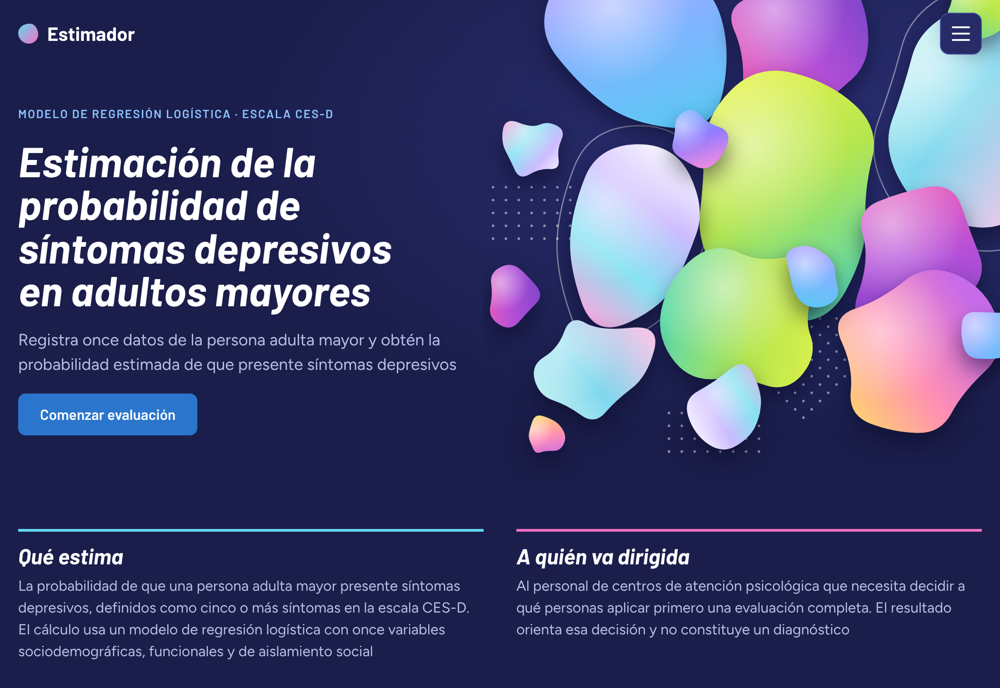 Estimador
MODELO DE REGRESIÓN LOGÍSTICA · ESCALA CES-D
Estimación de la
probabilidad de
síntomas depresivos
en adultos mayores
Registra once datos de la persona adulta mayor y obtén la
probabilidad estimada de que presente síntomas depresivos
Comenzar evaluación
Qué estima
La probabilidad de que una persona adulta mayor presente síntomas
depresivos, definidos como cinco o más síntomas en la escala CES-D.
El cálculo usa un modelo de regresión logística con once variables
sociodemográficas, funcionales y de aislamiento social
A quién va dirigida
Al personal de centros de atención psicológica que necesita decidir a
qué personas aplicar primero una evaluación completa. El resultado
orienta esa decisión y no constituye un diagnóstico